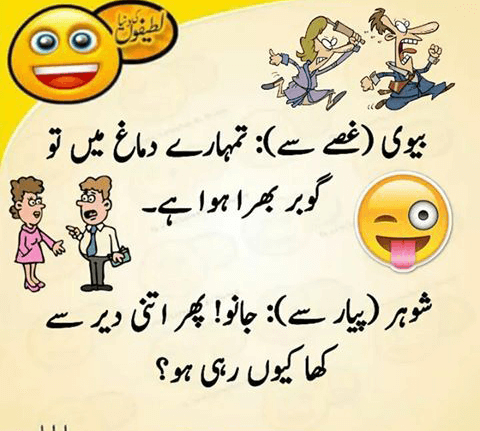 لطیفوں کی دنیا
بیوی (غصے سے): تمہارے دماغ میں تو
گوبر بھرا ہوا ہے۔
شوہر (پیار سے): جانو! پھر اتنی دیر سے
کھا کیوں رہی ہو؟